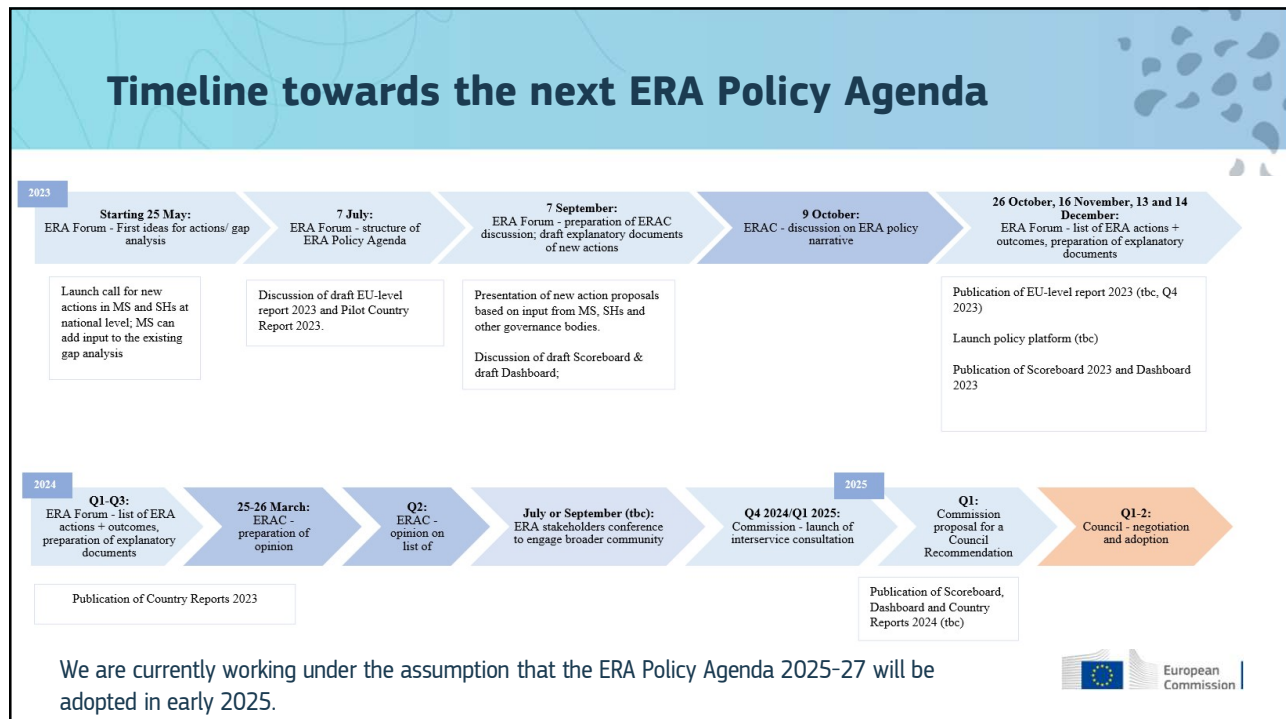 Timeline towards the next ERA Policy Agenda
2023
Starting 25 May:
ERA Forum - First ideas for actions/ gap
analysis
7 July:
ERA Forum - structure of
ERA Policy Agenda
7 September:
ERA Forum - preparation of ERAC
discussion; draft explanatory documents
of new actions
9 October:
ERAC - discussion on ERA policy
narrative
26 October, 16 November, 13 and 14
December:
ERA Forum - list of ERA actions +
outcomes, preparation of explanatory
documents
Launch call for new
actions in MS and SHs at
national level; MS can
add input to the existing
gap analysis
Discussion of draft EU-level
report 2023 and Pilot Country
Report 2023.
Presentation of new action proposals
based on input from MS, SHs and
other governance bodies.
Discussion of draft Scoreboard &
draft Dashboard;
Publication of EU-level report 2023 (tbc, Q4
2023)
Launch policy platform (tbc)
Publication of Scoreboard 2023 and Dashboard
2023
2024
Q1-Q3:
ERA Forum - list of ERA
actions + outcomes,
preparation of explanatory
documents
25-26 March:
ERAC -
preparation of
opinion
Q2:
ERAC -
opinion on
list of
July or September (tbc):
ERA stakeholders conference
to engage broader community
Q4 2024/Q1 2025:
Commission - launch of
interservice consultation
2025
Q1:
Commission
proposal for a
Council
Recommendation
Q1-2:
Council - negotiation
and adoption
Publication of Country Reports 2023
Publication of Scoreboard,
Dashboard and Country
Reports 2024 (tbc)
We are currently working under the assumption that the ERA Policy Agenda 2025-27 will be
adopted in early 2025.
European
Commission